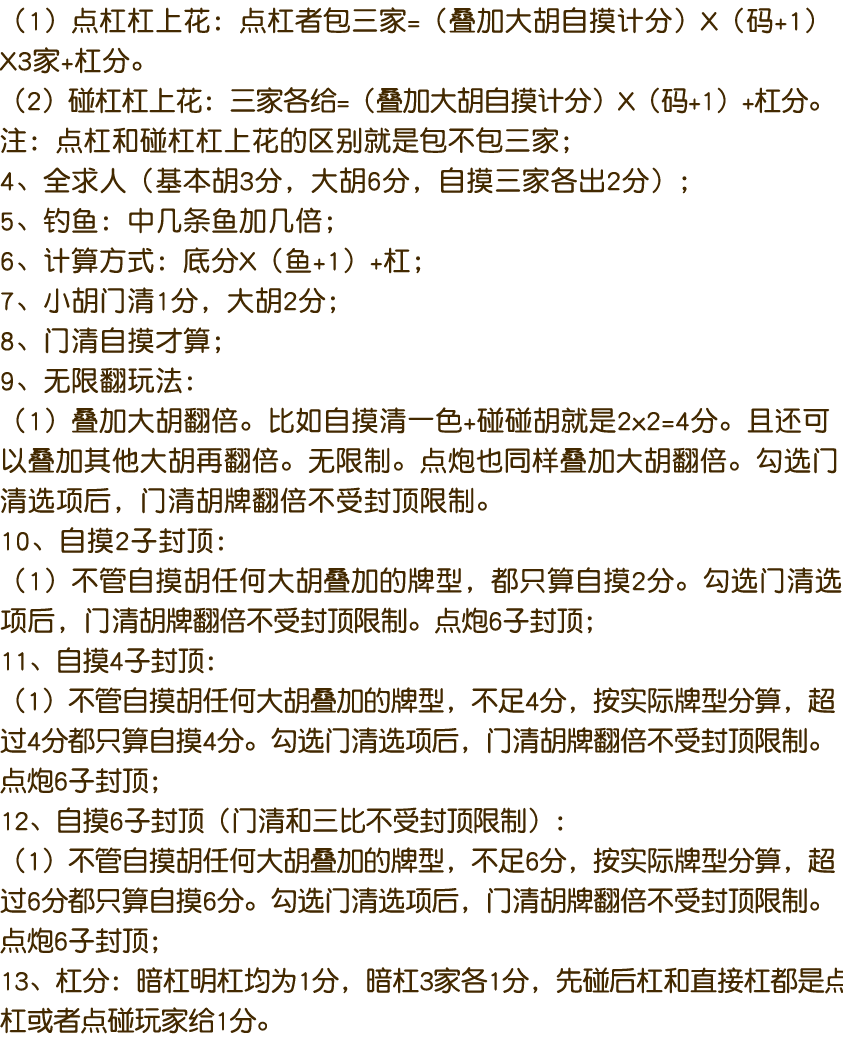 （1）点杠杠上花：点杠者包三家=（叠加大胡自摸计分）X（码+1）
X3家+杠分。
（2）碰杠杠上花：三家各给=（叠加大胡自摸计分）X（码+1）+杠分。
注：点杠和碰杠杠上花的区别就是包不包三家；
4、全求人（基本胡3分，大胡6分，自摸三家各出2分）；
5、钓鱼：中几条鱼加几倍；
6、计算方式：底分X（鱼+1）+杠；
7、小胡门清1分，大胡2分；
8、门清自摸才算；
9、无限翻玩法：
（1）叠加大胡翻倍。比如自摸清一色+碰碰胡就是2x2=4分。且还可
以叠加其他大胡再翻倍。无限制。点炮也同样叠加大胡翻倍。勾选门
清选项后，门清胡牌翻倍不受封顶限制。
10、自摸2子封顶：
（1）不管自摸胡任何大胡叠加的牌型，都只算自摸2分。勾选门清选
项后，门清胡牌翻倍不受封顶限制。点炮6子封顶；
11、自摸4子封顶：
（1）不管自摸胡任何大胡叠加的牌型，不足4分，按实际牌型分算，超
过4分都只算自摸4分。勾选门清选项后，门清胡牌翻倍不受封顶限制。
点炮6子封顶；
12、自摸6子封顶（门清和三比不受封顶限制）：
（1）不管自摸胡任何大胡叠加的牌型，不足6分，按实际牌型分算，超
过6分都只算自摸6分。勾选门清选项后，门清胡牌翻倍不受封顶限制。
点炮6子封顶；
13、杠分：暗杠明杠均为1分，暗杠3家各1分，先碰后杠和直接杠都是点
杠或者点碰玩家给1分。